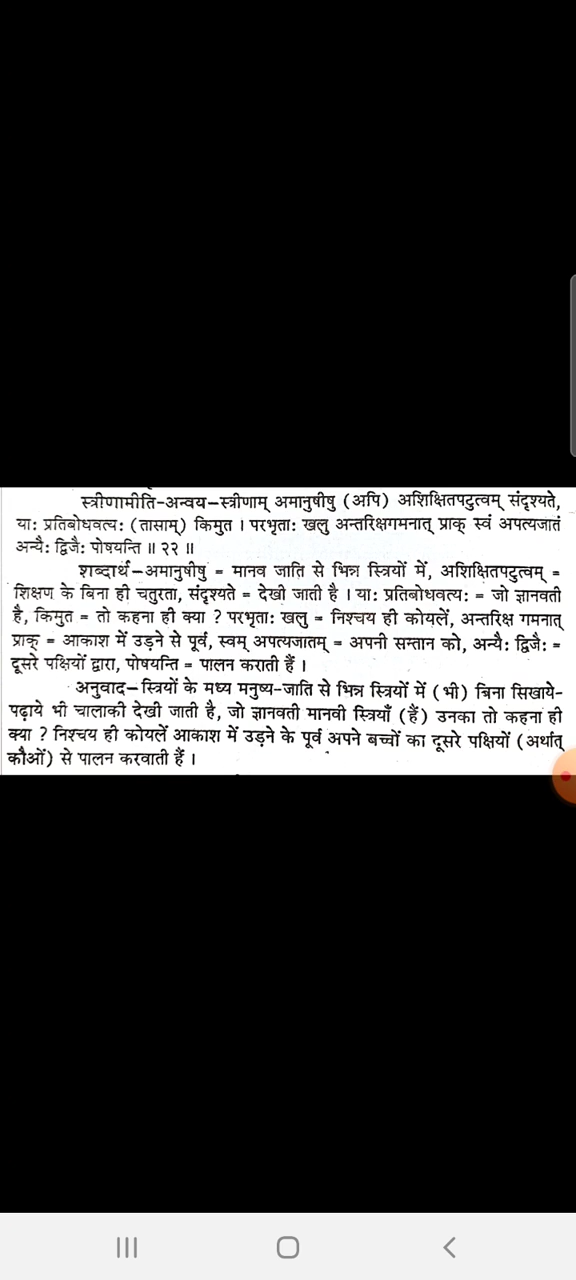 स्त्रीणामीति-अन्वय–स्त्रीणाम् अमानुषीषु (अपि) अशिक्षितपटुत्वम् संदृश्यते,
या: प्रतिबोधवत्य: (तासाम्) किमुत । परभृता: खलु अन्तरिक्षगमनात् प्राक् स्वं अपत्यजातं
अन्यै: द्विजै: पोषयन्ति ॥ २२ ॥
शब्दार्थ–अमानुषीषु = मानव जाति से भिन्न स्त्रियों में, अशिक्षितपटुत्वम् =
शिक्षण के बिना ही चतुरता, संदृश्यते = देखी जाती है । या: प्रतिबोधवत्य: = जो ज्ञानवती
है, किमुत = तो कहना ही क्या ? परभृता: खलु = निश्चय ही कोयलें, अन्तरिक्ष गमनात्
प्राक् = आकाश में उड़ने से पूर्व, स्वम् अपत्यजातम् = अपनी सन्तान को, अन्यै: द्विजै: =
दूसरे पक्षियों द्वारा, पोषयन्ति = पालन कराती हैं ।
अनुवाद–स्त्रियों के मध्य मनुष्य-जाति से भिन्न स्त्रियों में (भी) बिना सिखाये-
पढ़ाये भी चालाकी देखी जाती है, जो ज्ञानवती मानवी स्त्रियाँ (हैं) उनका तो कहना ही
क्या ? निश्चय ही कोयलें आकाश में उड़ने के पूर्व अपने बच्चों का दूसरे पक्षियों (अर्थात्
कौओं) से पालन करवाती हैं ।